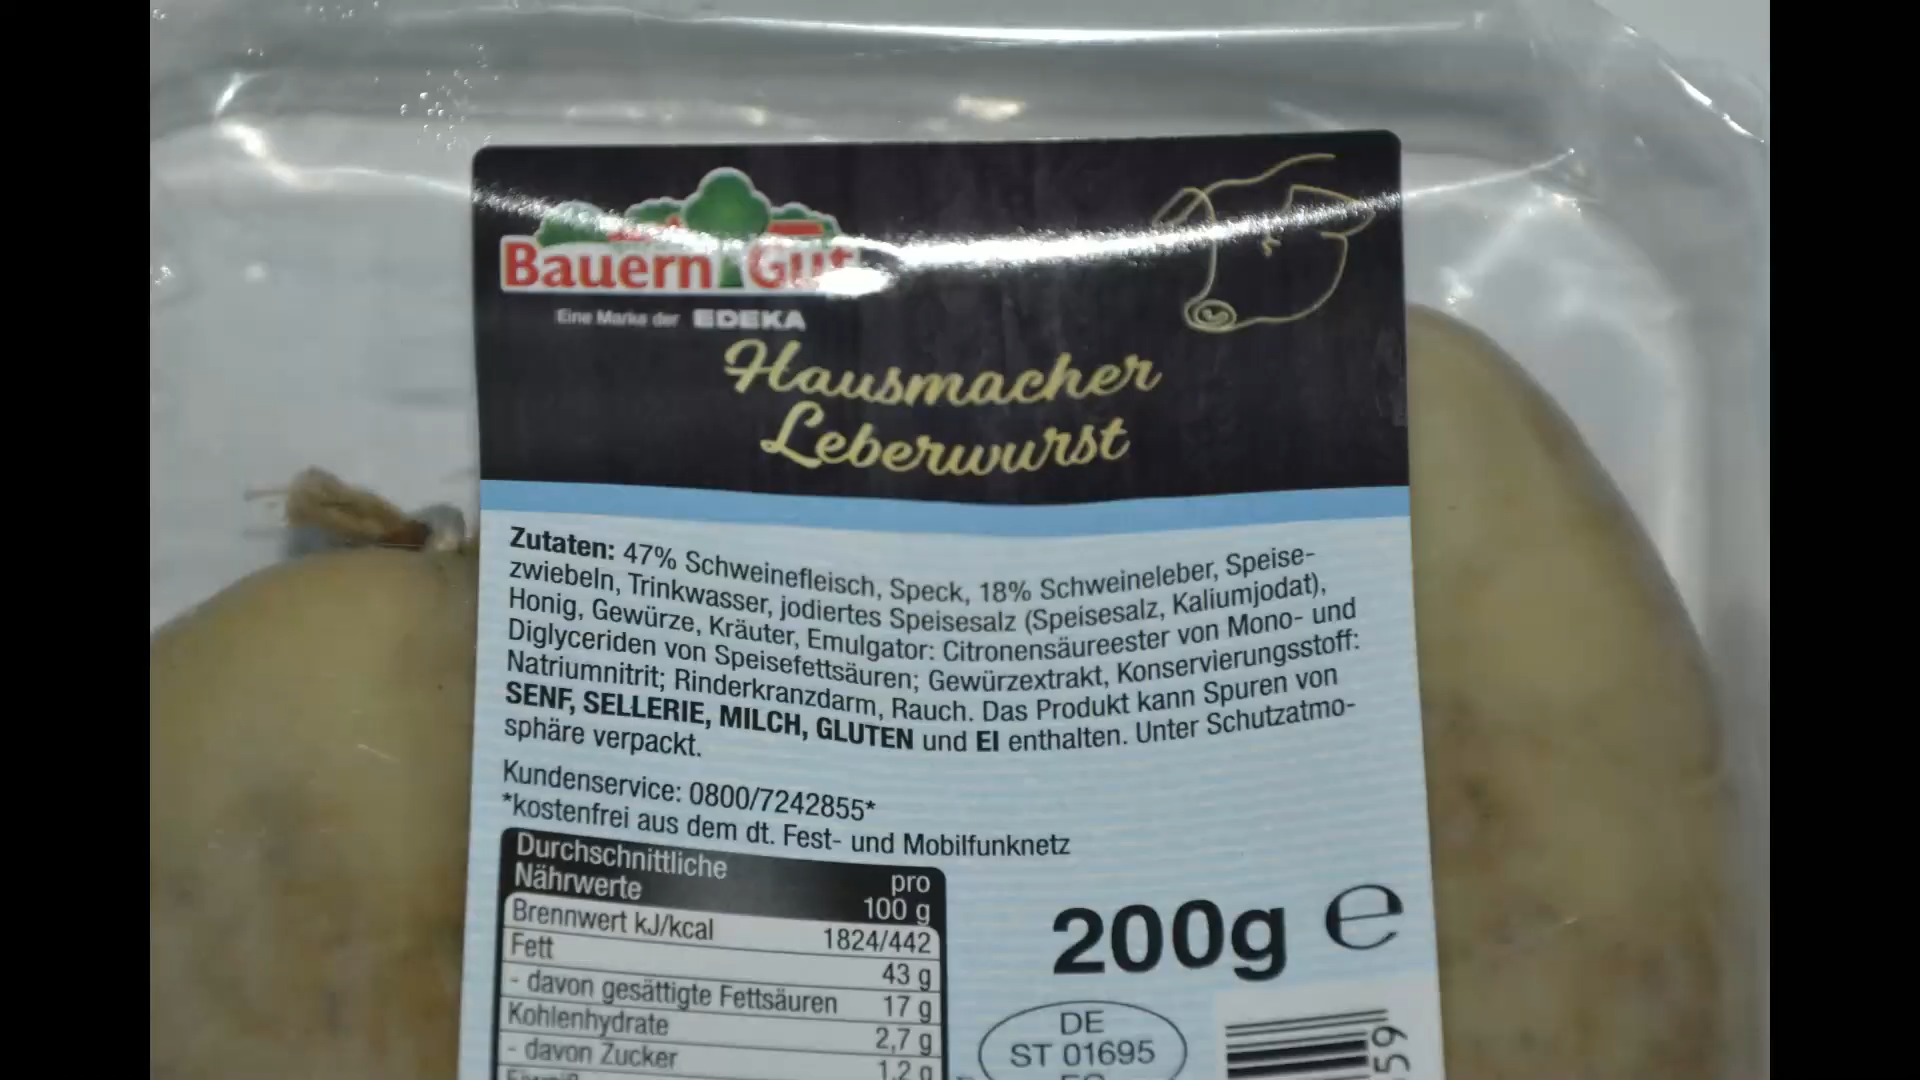 Bauern Gut
Eine Marke der EDEKA
Hausmacher
Leberwurst
Zutaten: 47% Schweinefleisch, Speck, 18% Schweineleber, Speise-
zwiebeln, Trinkwasser, jodiertes Speisesalz (Speisesalz, Kaliumjodat),
Honig, Gewürze, Kräuter, Emulgator: Citronensäureester von Mono- und
Diglyceriden von Speisefettsäuren; Gewürzextrakt, Konservierungsstoff:
Natriumnitrit; Rinderkranzdarm, Rauch. Das Produkt kann Spuren von
SENF, SELLERIE, MILCH, GLUTEN und EI enthalten. Unter Schutzatmo-
sphäre verpackt.
Kundenservice: 0800/7242855*
*kostenfrei aus dem dt. Fest- und Mobilfunknetz
Durchschnittliche
Nährwerte pro
100 g
Brennwert kJ/kcal 1824/442
Fett 43 g
- davon gesättigte Fettsäuren 17 g
Kohlenhydrate 2,7 g
- davon Zucker 1,2 g
200g e
DE
ST 01695
59